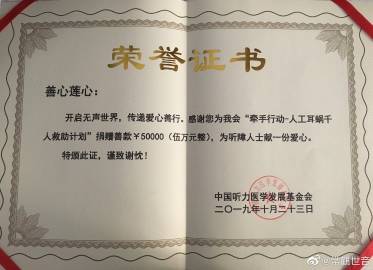 荣誉证书
善心莲心：
开启无声世界，传递爱心善行。感谢您为我会“牵手行动-人工耳蜗千
人救助计划”捐赠善款￥50000（伍万元整），为听障人士献一份爱心。
特颁此证，谨致谢忱！
中国听力医学发展基金会
二〇一九年十月二十三日